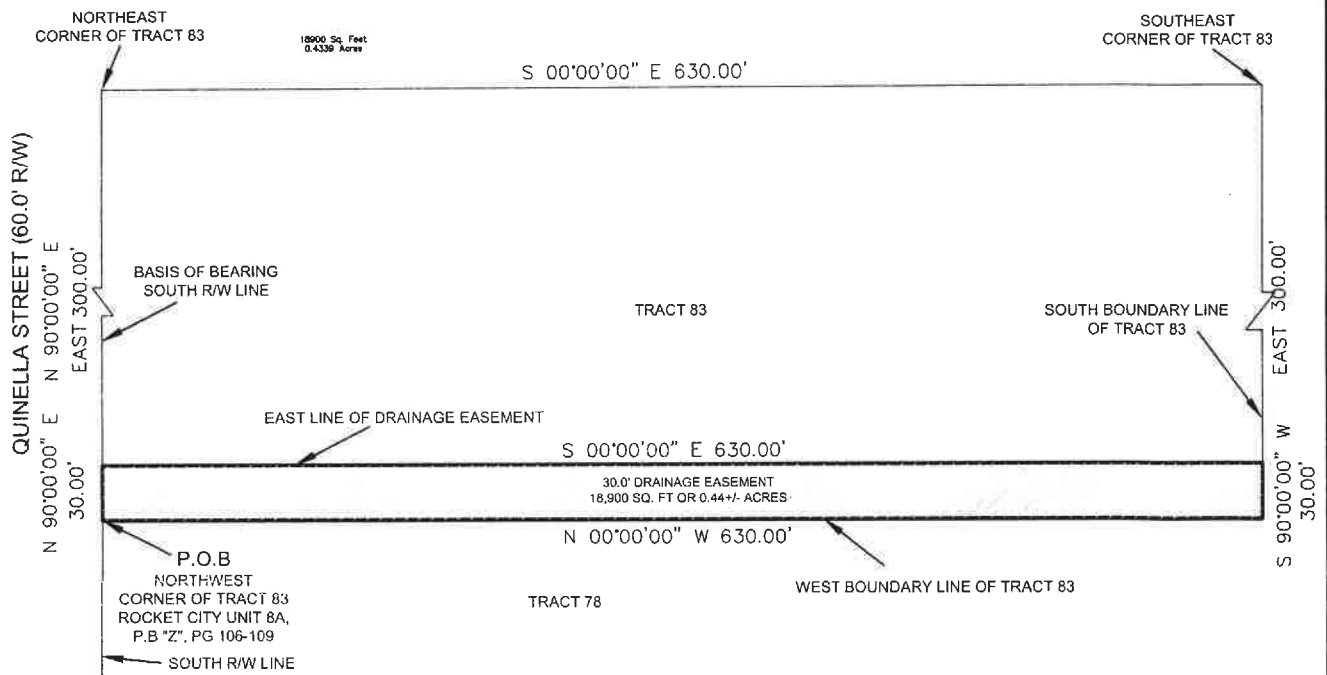 NORTHEAST
CORNER OF TRACT 83
18900 Sq. Feet
0.4339 Acres
SOUTHEAST
CORNER OF TRACT 83
S 00°00'00" E 630.00'
QUINELLA STREET (60.0' R/W)
N 90°00'00" E
EAST 300.00'
BASIS OF BEARING
SOUTH R/W LINE
TRACT 83
SOUTH BOUNDARY LINE
OF TRACT 83
EAST 300.00'
EAST LINE OF DRAINAGE EASEMENT
S 00°00'00" E 630.00'
N 90°00'00" E
30.00'
30.0' DRAINAGE EASEMENT
18,900 SQ. FT OR 0.44+/- ACRES
S 90°00'00" W
30.00'
N 00°00'00" W 630.00'
P.O.B
NORTHWEST
CORNER OF TRACT 83
ROCKET CITY UNIT 8A,
P.B "Z", PG 106-109
WEST BOUNDARY LINE OF TRACT 83
TRACT 78
SOUTH R/W LINE